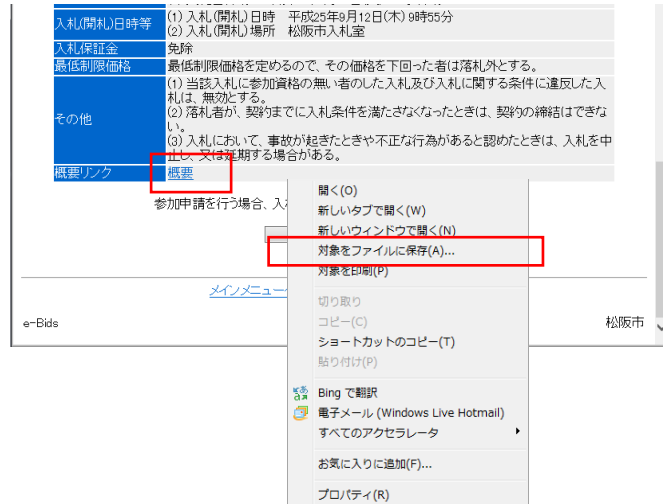 入札(開札)日時等
(1) 入札(開札)日時 平成25年9月12日(木) 9時55分
(2) 入札(開札)場所 松阪市入札室
入札保証金 免除
最低制限価格 最低制限価格を定めるので、その価格を下回った者は落札外とする。
その他
(1) 当該入札に参加資格の無い者のした入札及び入札に関する条件に違反した入
札は、無効とする。
(2) 落札者が、契約までに入札条件を満たさなくなったときは、契約の締結はできな
い。
(3) 入札において、事故が起きたときや不正な行為があると認めたときは、入札を中
止し、又は延期する場合がある。
概要リンク 概要
参加申請を行う場合、入
メインメニュー
e-Bids
松阪市
開く(O)
新しいタブで開く(W)
新しいウィンドウで開く(N)
対象をファイルに保存(A)...
対象を印刷(P)
切り取り
コピー(C)
ショートカットのコピー(T)
貼り付け(P)
Bing で翻訳
電子メール (Windows Live Hotmail)
すべてのアクセラレータ
お気に入りに追加(F)...
プロパティ(R)